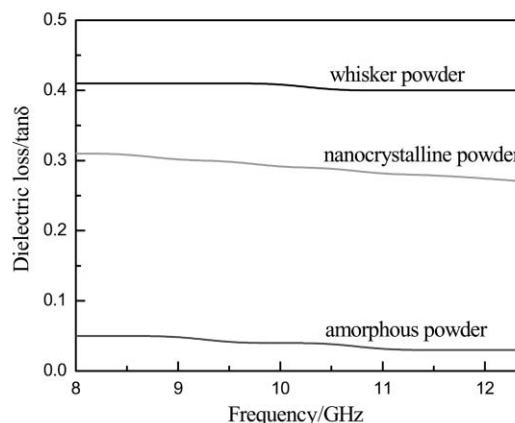 0.5
0.4
0.3
0.2
0.1
0.0
Dielectric loss/tanδ
whisker powder
nanocrystalline powder
amorphous powder
8 9 10 11 12
Frequency/GHz